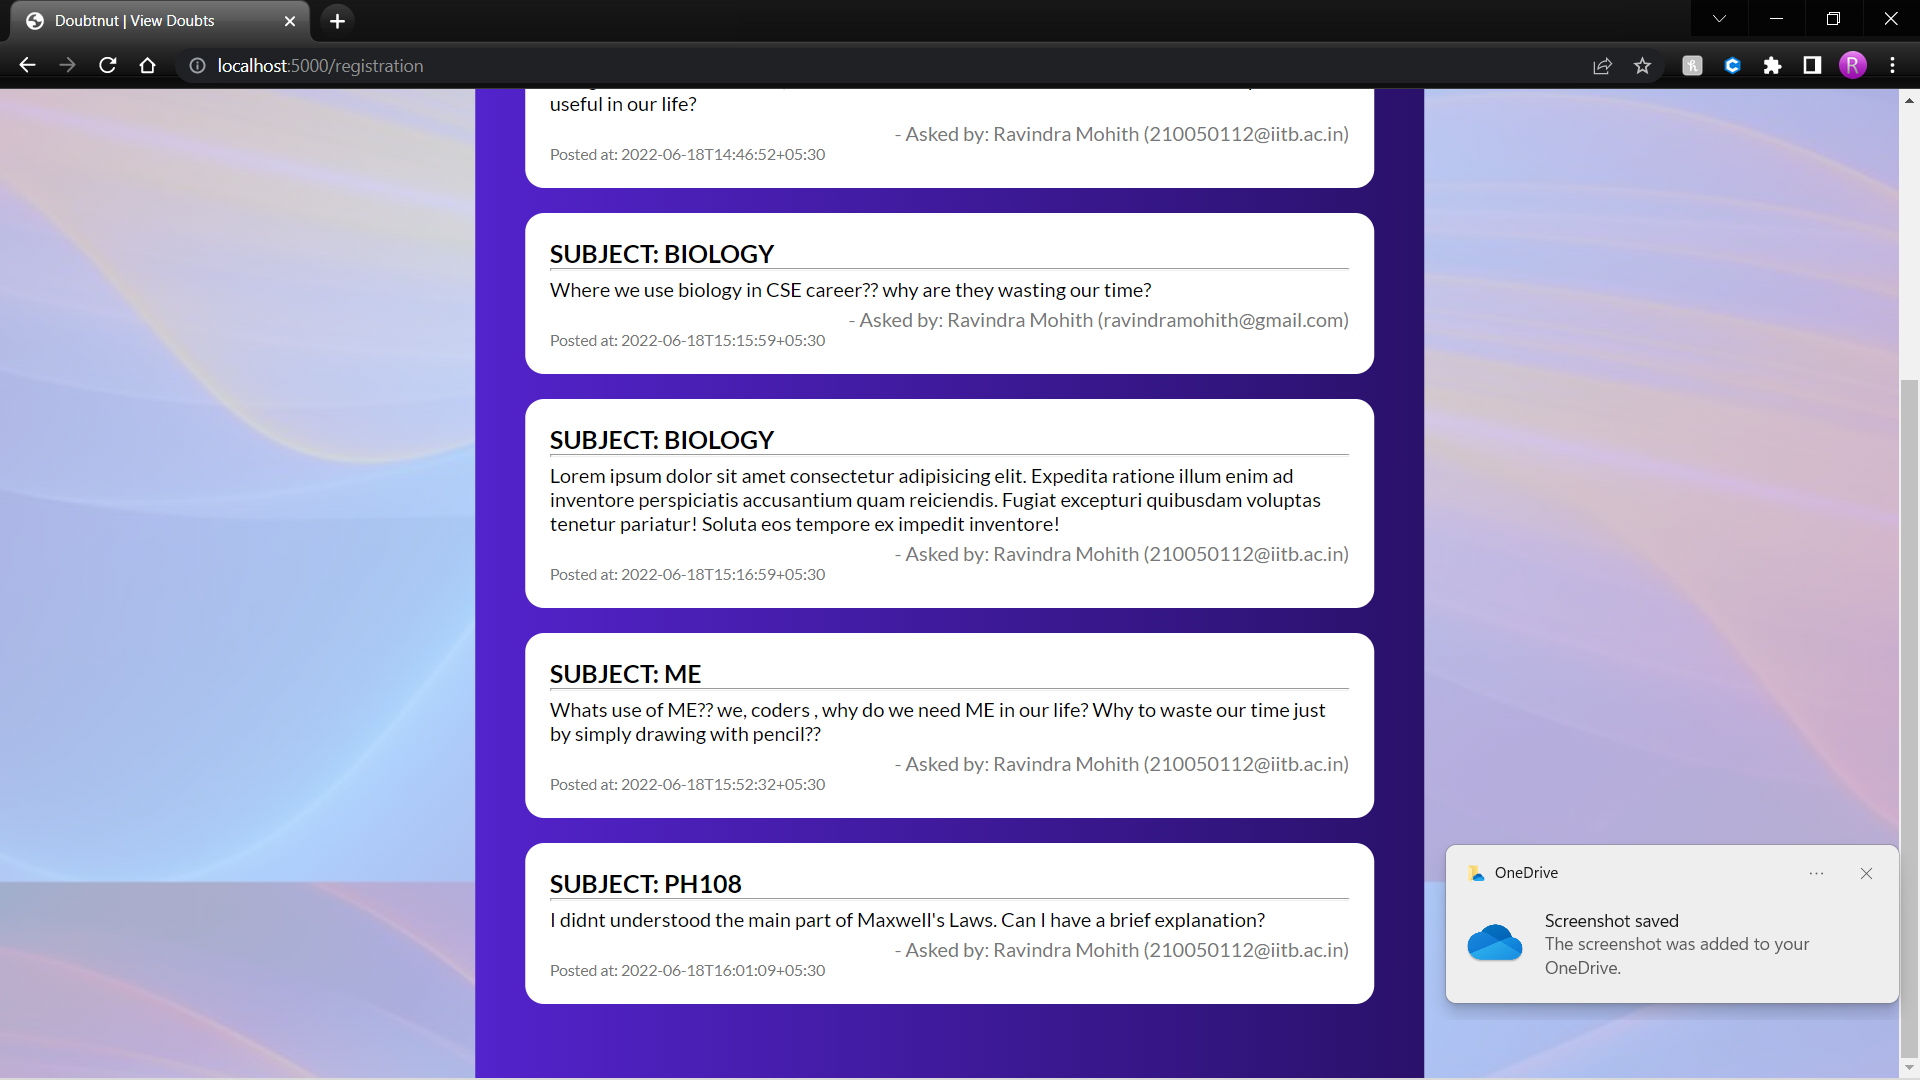 Doubtnut | View Doubts
localhost:5000/registration
R
useful in our life?
- Asked by: Ravindra Mohith (210050112@iitb.ac.in)
Posted at: 2022-06-18T14:46:52+05:30
SUBJECT: BIOLOGY
Where we use biology in CSE career?? why are they wasting our time?
- Asked by: Ravindra Mohith (ravindramohith@gmail.com)
Posted at: 2022-06-18T15:15:59+05:30
SUBJECT: BIOLOGY
Lorem ipsum dolor sit amet consectetur adipisicing elit. Expedita ratione illum enim ad
inventore perspiciatis accusantium quam reiciendis. Fugiat excepturi quibusdam voluptas
tenetur pariatur! Soluta eos tempore ex impedit inventore!
- Asked by: Ravindra Mohith (210050112@iitb.ac.in)
Posted at: 2022-06-18T15:16:59+05:30
SUBJECT: ME
Whats use of ME?? we, coders , why do we need ME in our life? Why to waste our time just
by simply drawing with pencil??
- Asked by: Ravindra Mohith (210050112@iitb.ac.in)
Posted at: 2022-06-18T15:52:32+05:30
SUBJECT: PH108
I didnt understood the main part of Maxwell's Laws. Can I have a brief explanation?
- Asked by: Ravindra Mohith (210050112@iitb.ac.in)
Posted at: 2022-06-18T16:01:09+05:30
OneDrive
Screenshot saved
The screenshot was added to your
OneDrive.